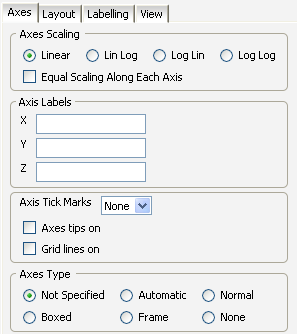 Axes Layout Labelling View
Axes Scaling
Linear Lin Log Log Lin Log Log
Equal Scaling Along Each Axis
Axis Labels
X
Y
Z
Axis Tick Marks None
Axes tips on
Grid lines on
Axes Type
Not Specified Automatic Normal
Boxed Frame None